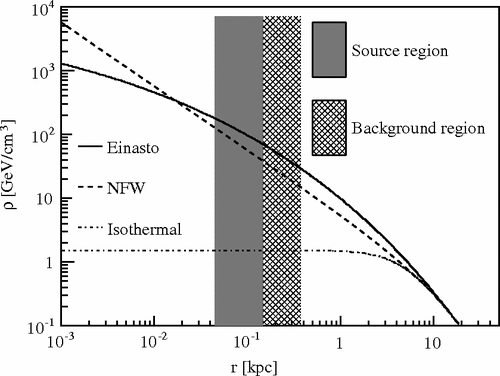 10^4
10^3
10^2
10
1
10^-1
ρ [GeV/cm^3]
Einasto
NFW
Isothermal
Source region
Background region
10^-3
10^-2
10^-1
1
10
r [kpc]